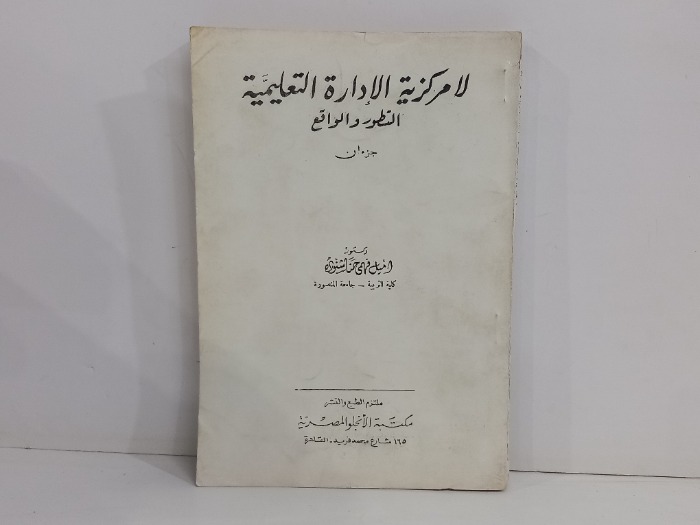 لامركزية الإدارة التعليمية
التطور والواقع
جزءان
دكتور
اميل فهمى حنا شنوده
كلية التربية - جامعة المنصورة
ملتزم الطبع والنشر
مكتبة الأنجلو المصرية
١٦٥ شارع محمد فريد - القاهرة